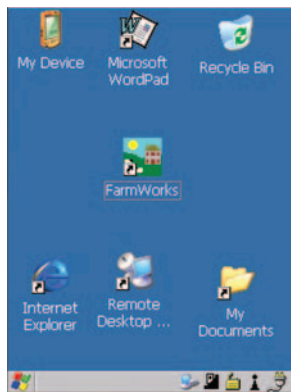 My Device
Microsoft
WordPad
Recycle Bin
FarmWorks
Internet
Explorer
Remote
Desktop ...
My
Documents